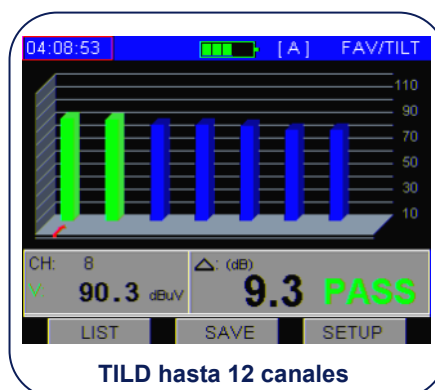 04:08:53 [ A ] FAV/TILT
110
90
70
50
30
10
CH: 8
V 90.3 dBuV
△: (dB)
9.3 PASS
LIST SAVE SETUP
TILD hasta 12 canales